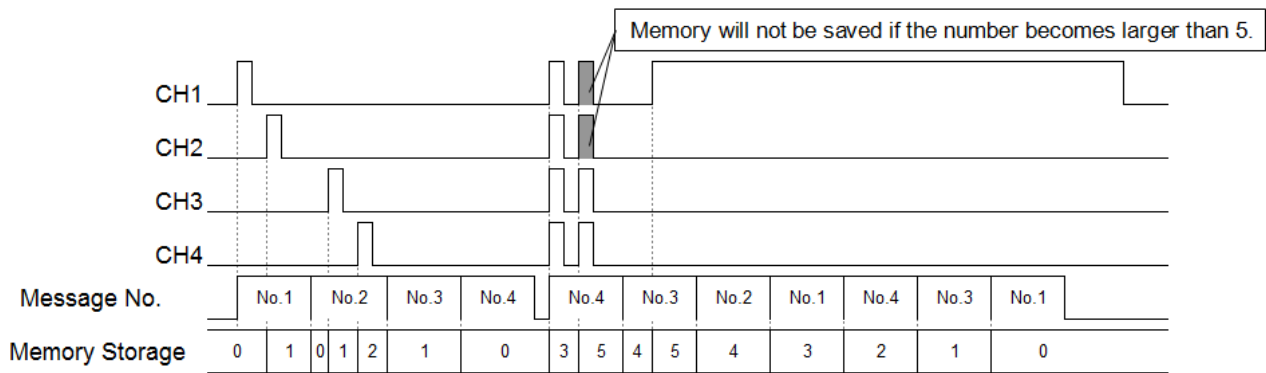 Memory will not be saved if the number becomes larger than 5.
CH1
CH2
CH3
CH4
Message No. No.1 No.2 No.3 No.4 No.4 No.3 No.2 No.1 No.4 No.3 No.1
Memory Storage 0 1 0 1 2 1 0 3 5 4 5 4 3 2 1 0